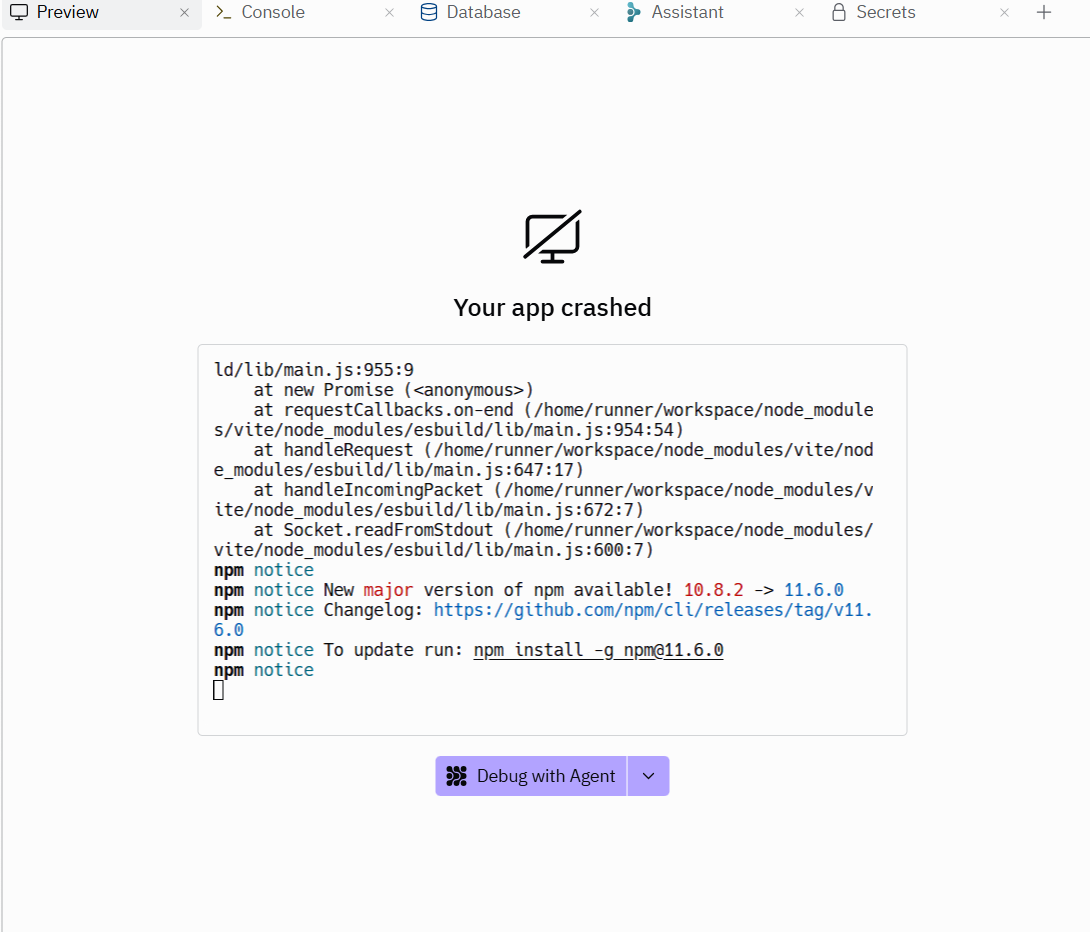 Preview Console Database Assistant Secrets
Your app crashed
ld/lib/main.js:955:9
    at new Promise (<anonymous>)
    at requestCallbacks.on-end (/home/runner/workspace/node_module
s/vite/node_modules/esbuild/lib/main.js:954:54)
    at handleRequest (/home/runner/workspace/node_modules/vite/nod
e_modules/esbuild/lib/main.js:647:17)
    at handleIncomingPacket (/home/runner/workspace/node_modules/v
ite/node_modules/esbuild/lib/main.js:672:7)
    at Socket.readFromStdout (/home/runner/workspace/node_modules/
vite/node_modules/esbuild/lib/main.js:600:7)
npm notice
npm notice New major version of npm available! 10.8.2 -> 11.6.0
npm notice Changelog: https://github.com/npm/cli/releases/tag/v11.
6.0
npm notice To update run: npm install -g npm@11.6.0
npm notice
Debug with Agent